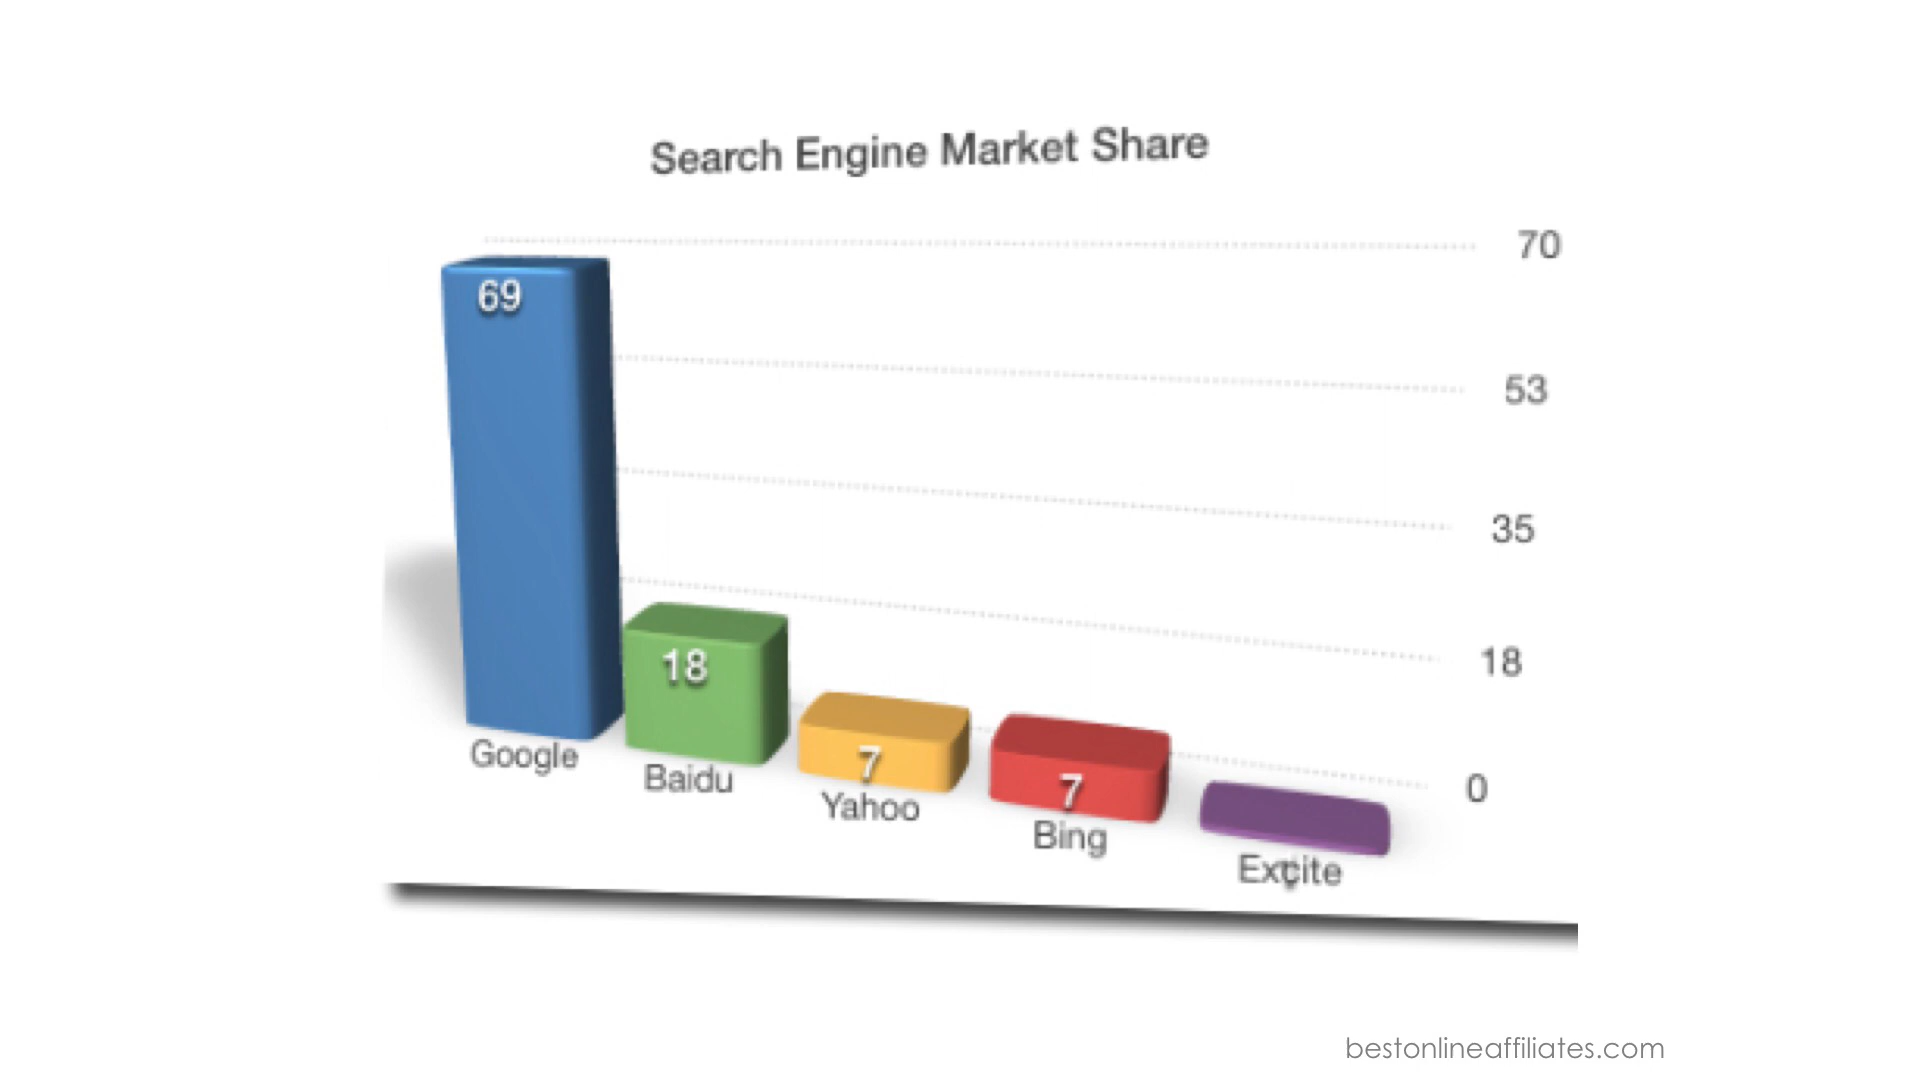 Search Engine Market Share
70
53
35
18
0
69
18
7
7
Google
Baidu
Yahoo
Bing
Excite
bestonlineaffiliates.com